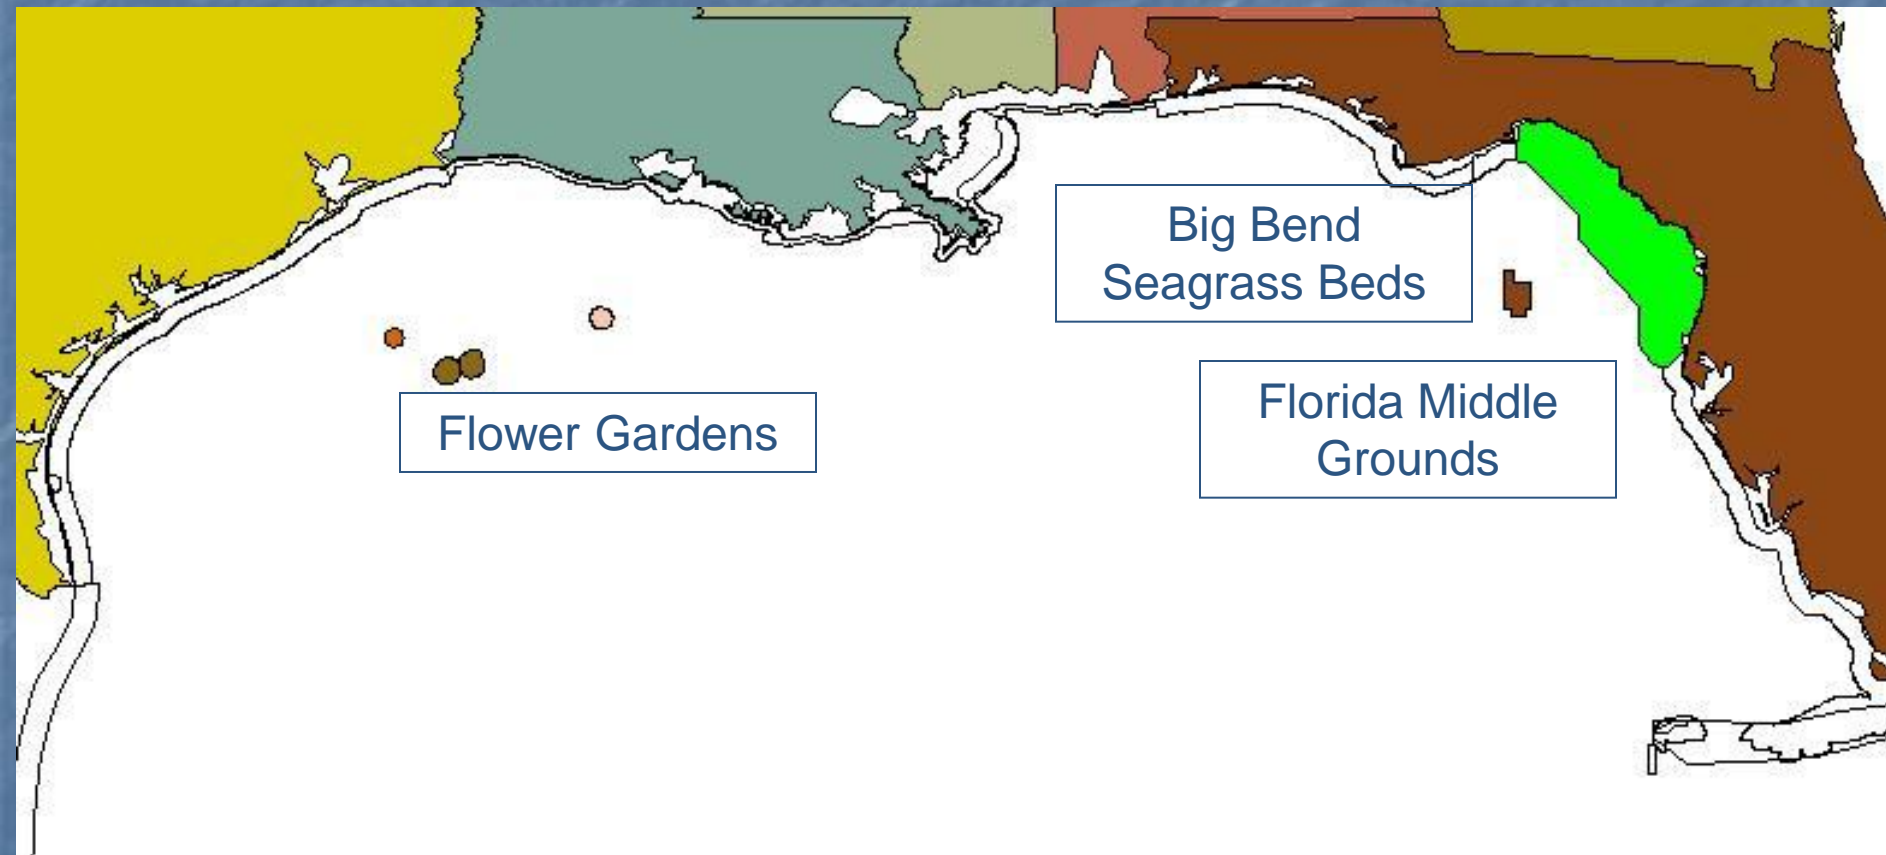 Big Bend
Seagrass Beds
Florida Middle
Grounds
Flower Gardens